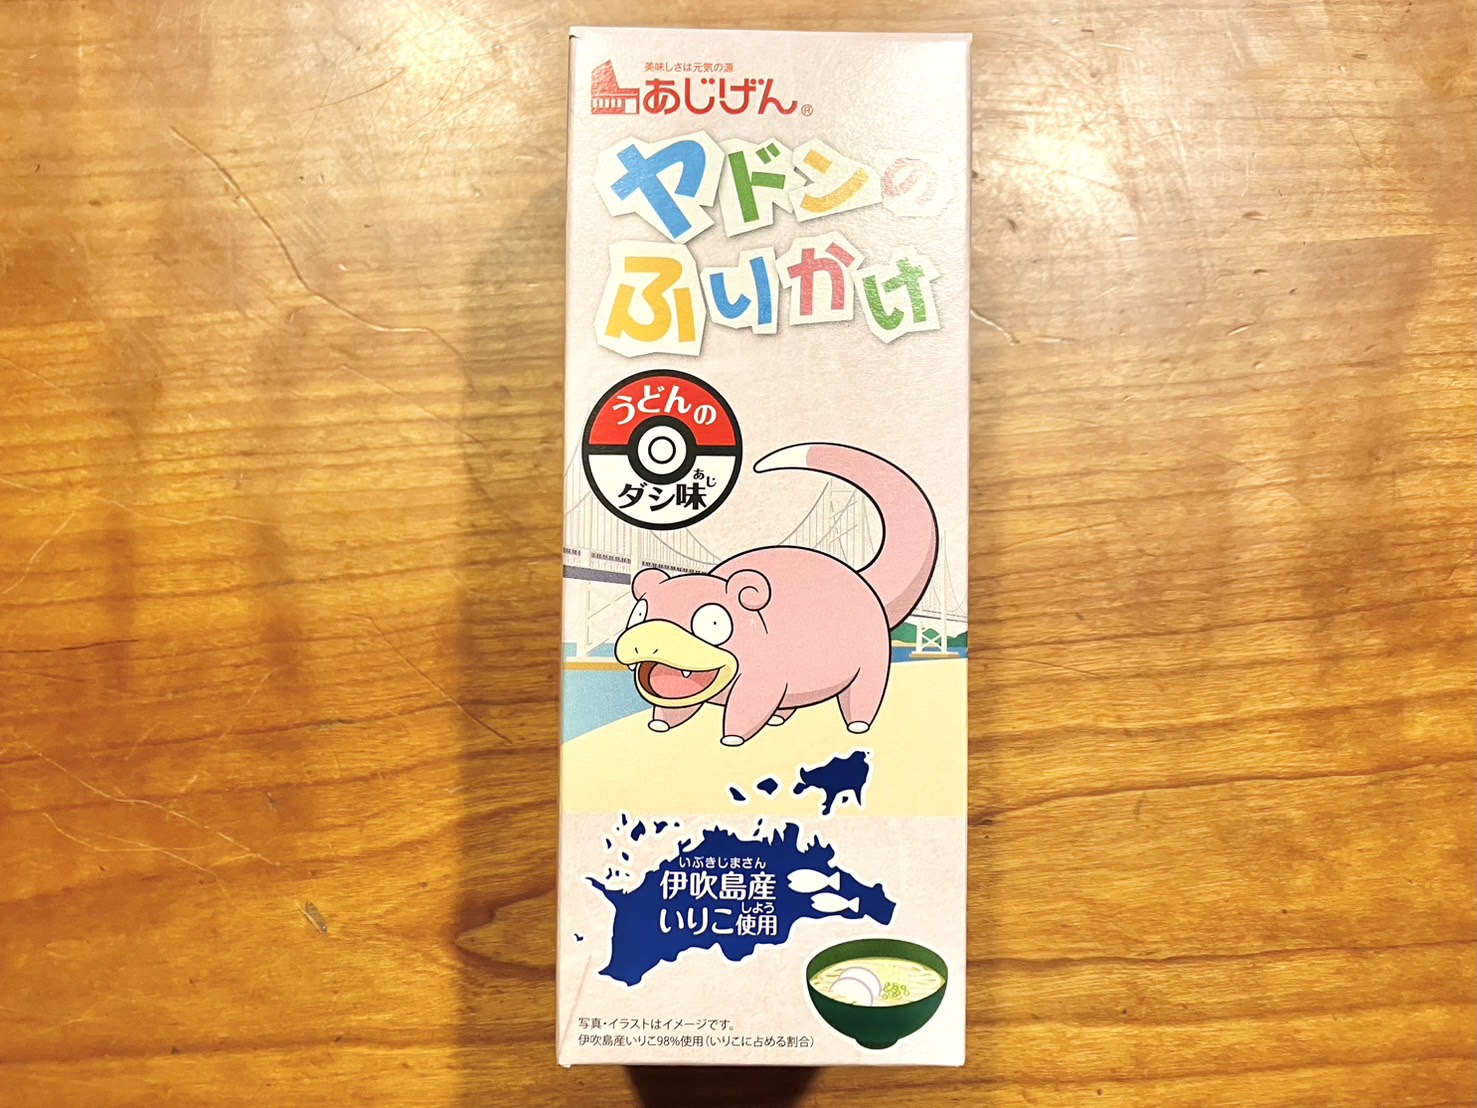 美味しさは元気の源
あじげん®
ヤドンの
ふりかけ
うどんの
あじ
ダシ味
いぶきじまさん
伊吹島産
しよう
いりこ使用
写真・イラストはイメージです。
伊吹島産いりこ98%使用(いりこに占める割合)